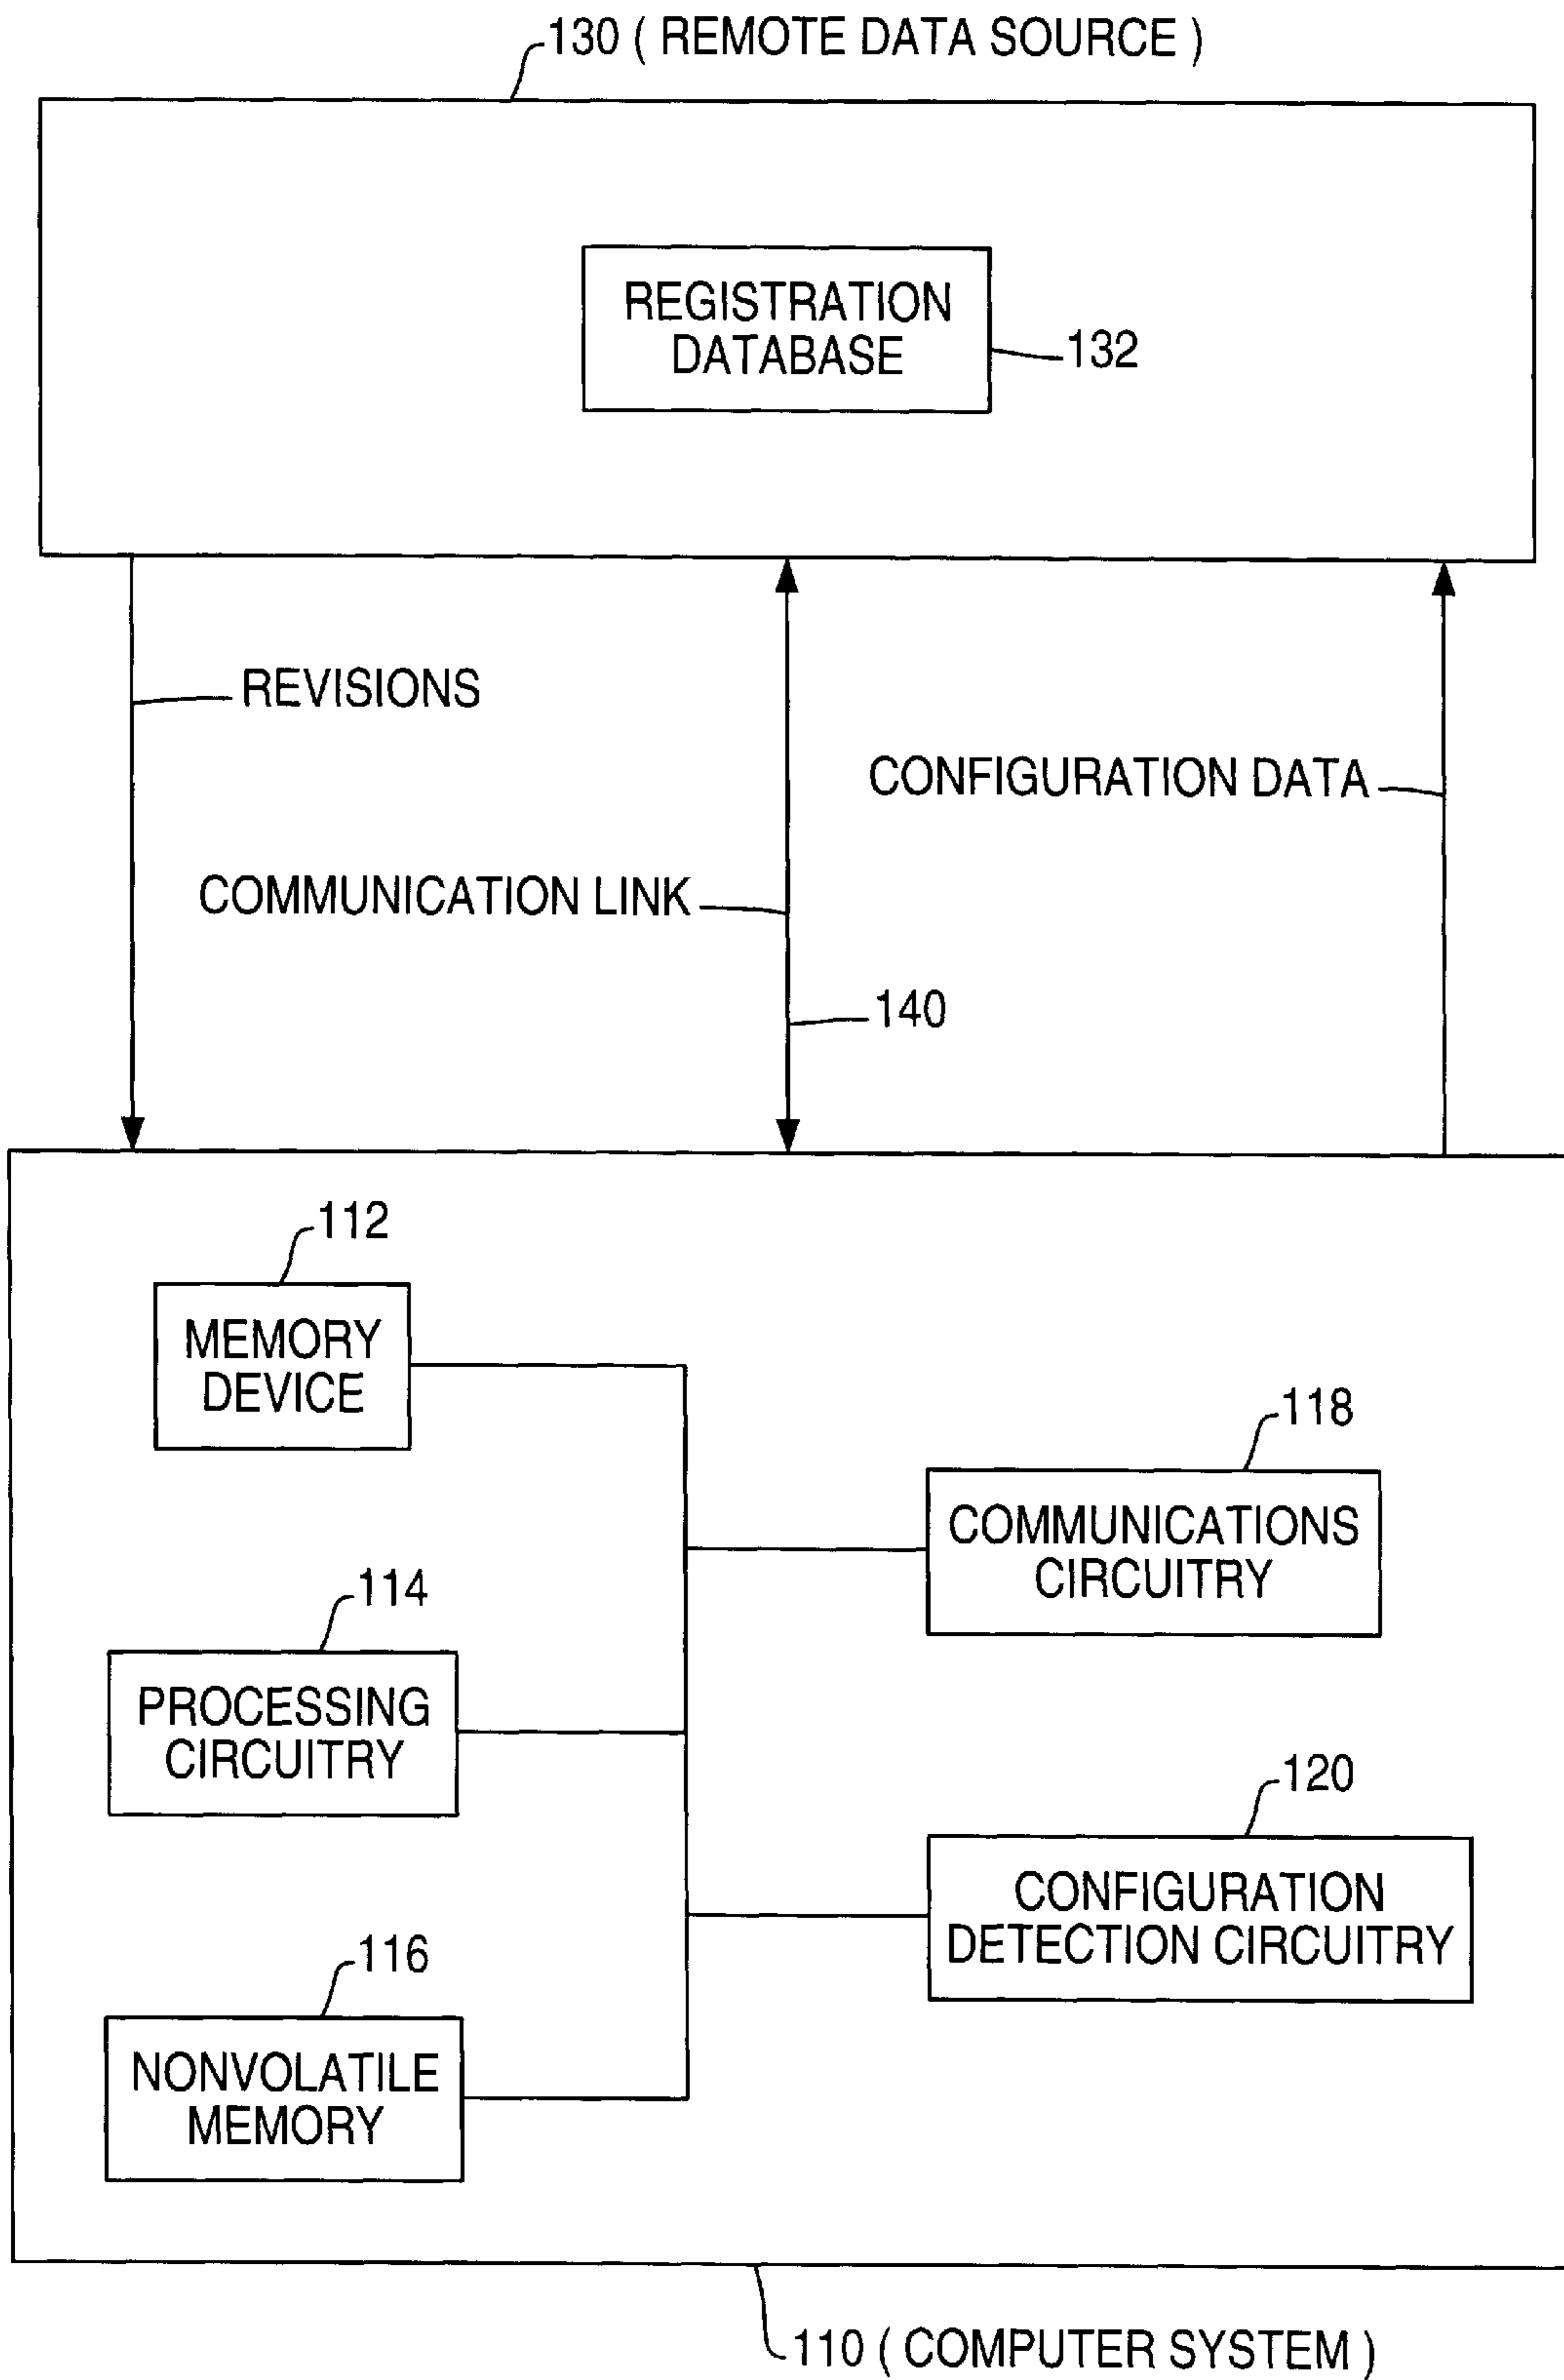 130 ( REMOTE DATA SOURCE )
REGISTRATION
DATABASE
132
REVISIONS
CONFIGURATION DATA
COMMUNICATION LINK
140
112
MEMORY
DEVICE
118
COMMUNICATIONS
CIRCUITRY
114
PROCESSING
CIRCUITRY
120
CONFIGURATION
DETECTION CIRCUITRY
116
NONVOLATILE
MEMORY
110 ( COMPUTER SYSTEM )